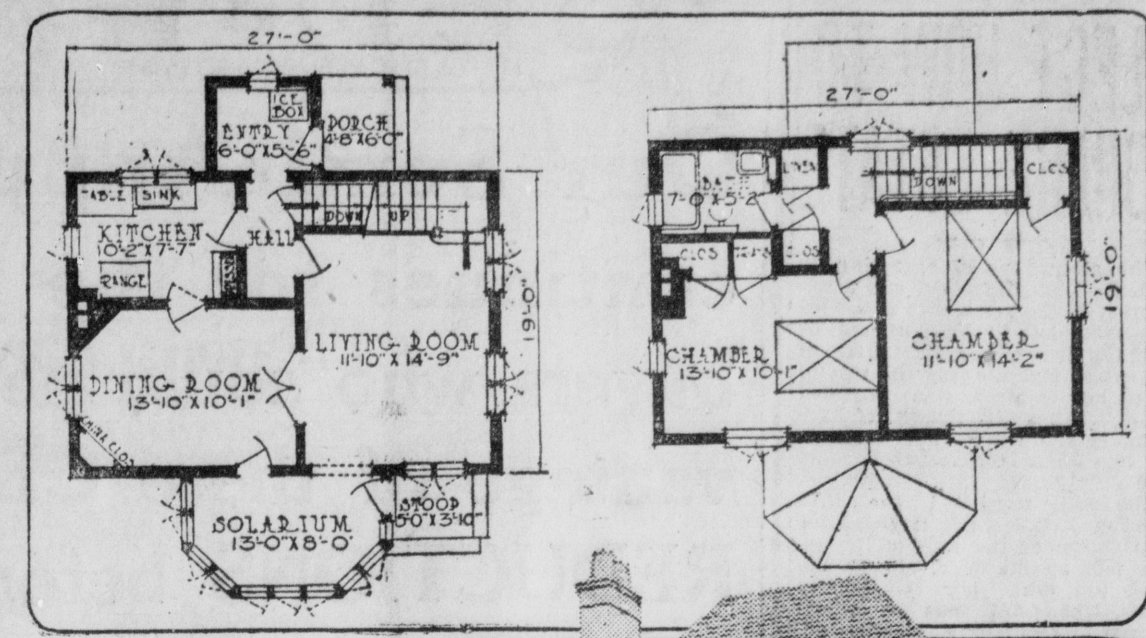 27'-0"
ICE
BOX
ENTRY
6'-0"X5'-6"
PORCH
4'-8"X6'-0"
SINK
KITCHEN
10'-2"X7'-7"
HALL
DOWN
UP
RANGE
LIVING ROOM
11'-10" X 14'-9"
19'-0"
DINING ROOM
13'-10"X10'-1"
CHINA CLOS
SOLARIUM
13'-0"X8'-0"
STOOP
5'-0"X3'-10"
27'-0"
7'-0"X5'-2"
LINEN
DOWN
CLOS
CLOS
CLOS
CHAMBER
13'-10"X10'-1"
CHAMBER
11'-10"X14'-2"
19'-0"